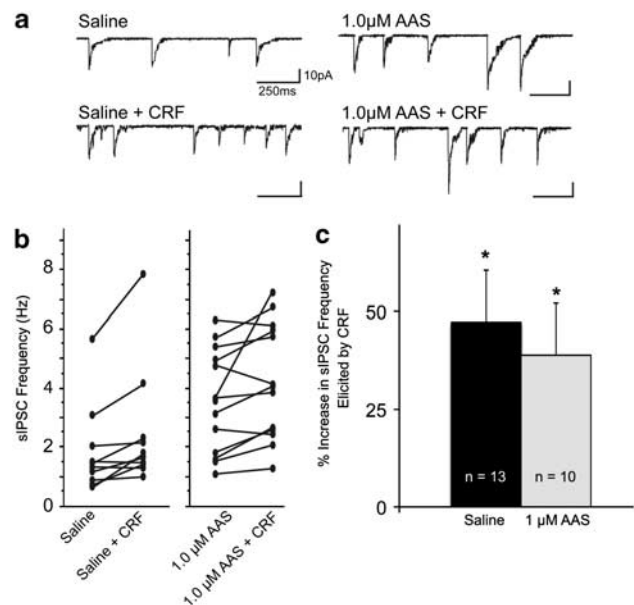 a
Saline
1.0µM AAS
10pA
250ms
Saline + CRF
1.0µM AAS + CRF
b
sIPSC Frequency (Hz)
8
6
4
2
0
Saline
Saline + CRF
1.0 µM AAS
1.0 µM AAS + CRF
c
% Increase in sIPSC Frequency
Elicited by CRF
50
25
0
*
*
n = 13
n = 10
Saline
1 µM AAS